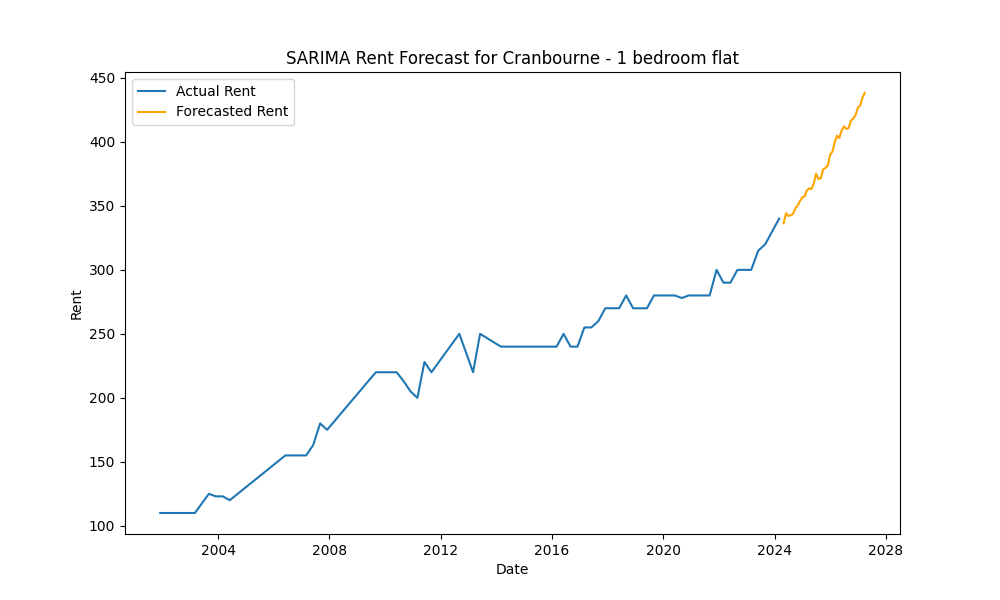 SARIMA Rent Forecast for Cranbourne - 1 bedroom flat
Actual Rent
Forecasted Rent
450
400
350
300
250
200
150
100
Rent
2004 2008 2012 2016 2020 2024 2028
Date